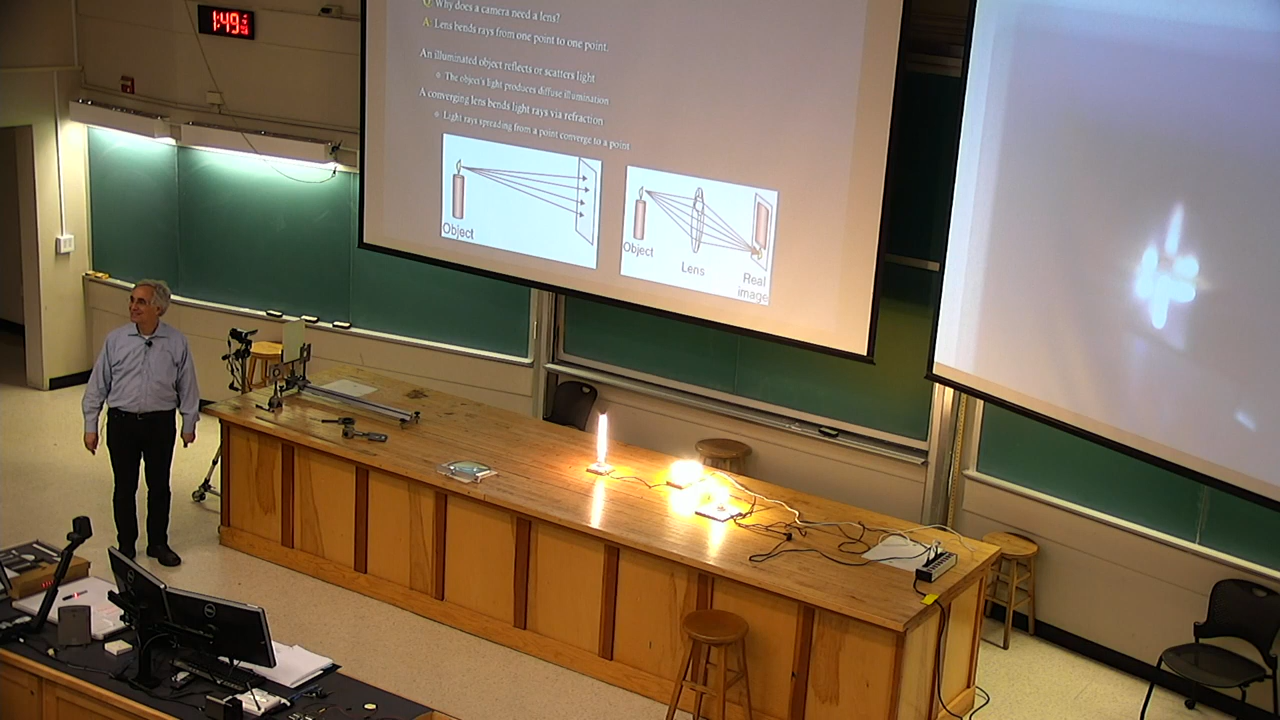 1:49
Q: Why does a camera need a lens?
A: Lens bends rays from one point to one point.
An illuminated object reflects or scatters light
The object's light produces diffuse illumination
A converging lens bends light rays via refraction
Light rays spreading from a point converge to a point
Object
Object
Lens
Real
image
DELL